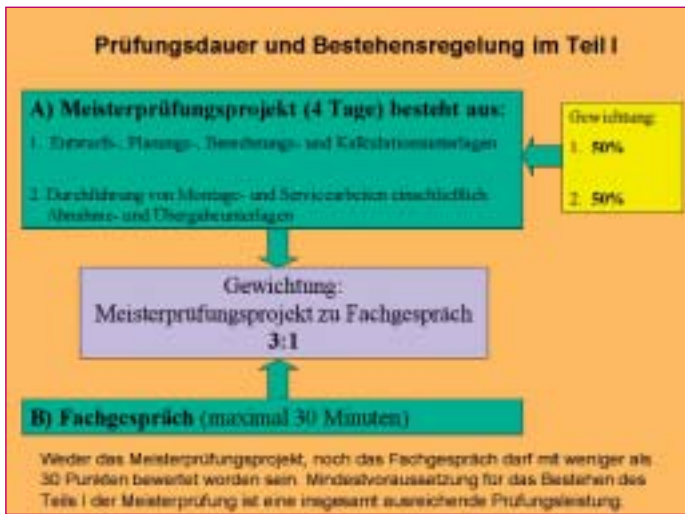 Prüfungsdauer und Bestehensregelung im Teil I
A) Meisterprüfungsprojekt (4 Tage) besteht aus:
1. Entwurfs-, Planungs-, Berechnungs- und Kalkulationsunterlagen
2. Durchführung von Montage- und Servicearbeiten einschließlich
Abnahme- und Übergabeunterlagen
Gewichtung:
1. 50%
2. 50%
Gewichtung:
Meisterprüfungsprojekt zu Fachgespräch
3:1
B) Fachgespräch (maximal 30 Minuten)
Weder das Meisterprüfungsprojekt, noch das Fachgespräch darf mit weniger als
30 Punkten bewertet worden sein. Mindestvoraussetzung für das Bestehen des
Teils I der Meisterprüfung ist eine insgesamt ausreichende Prüfungsleistung.